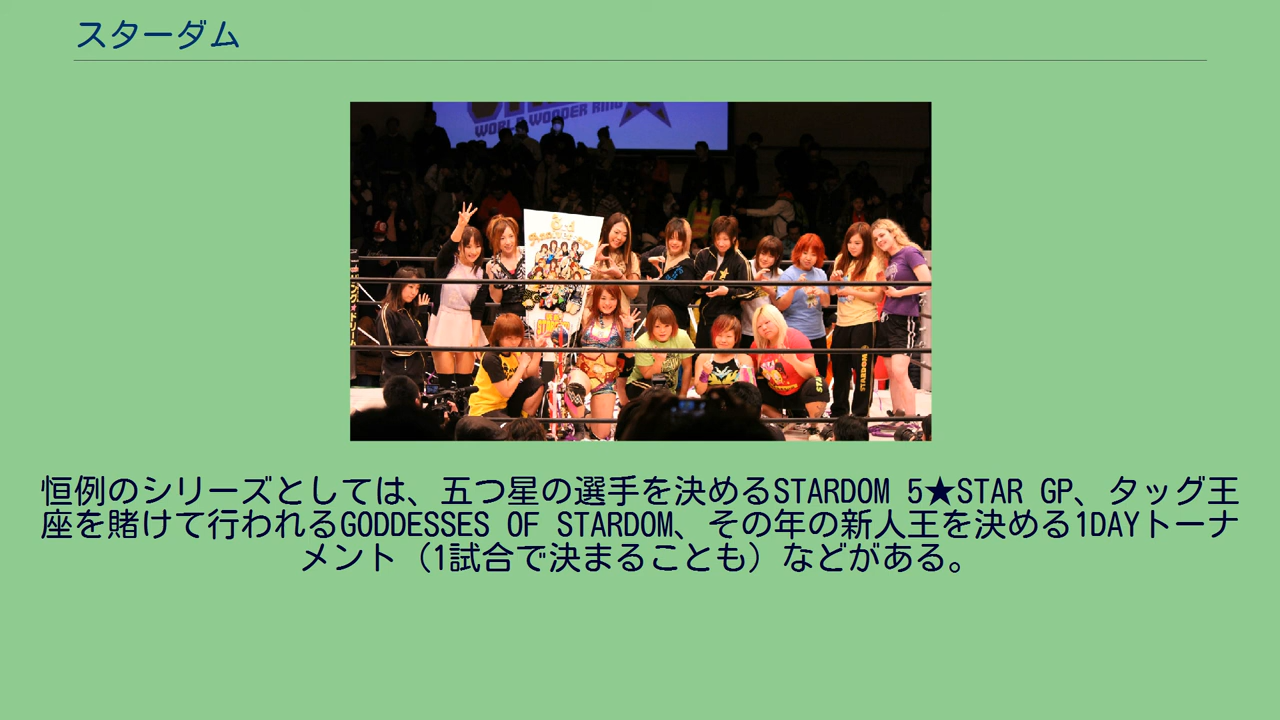 スターダム
WORLD WONDER RING
STARDOM
恒例のシリーズとしては、五つ星の選手を決めるSTARDOM 5★STAR GP、タッグ王
座を賭けて行われるGODDESSES OF STARDOM、その年の新人王を決める1DAYトーナ
メント（1試合で決まることも）などがある。